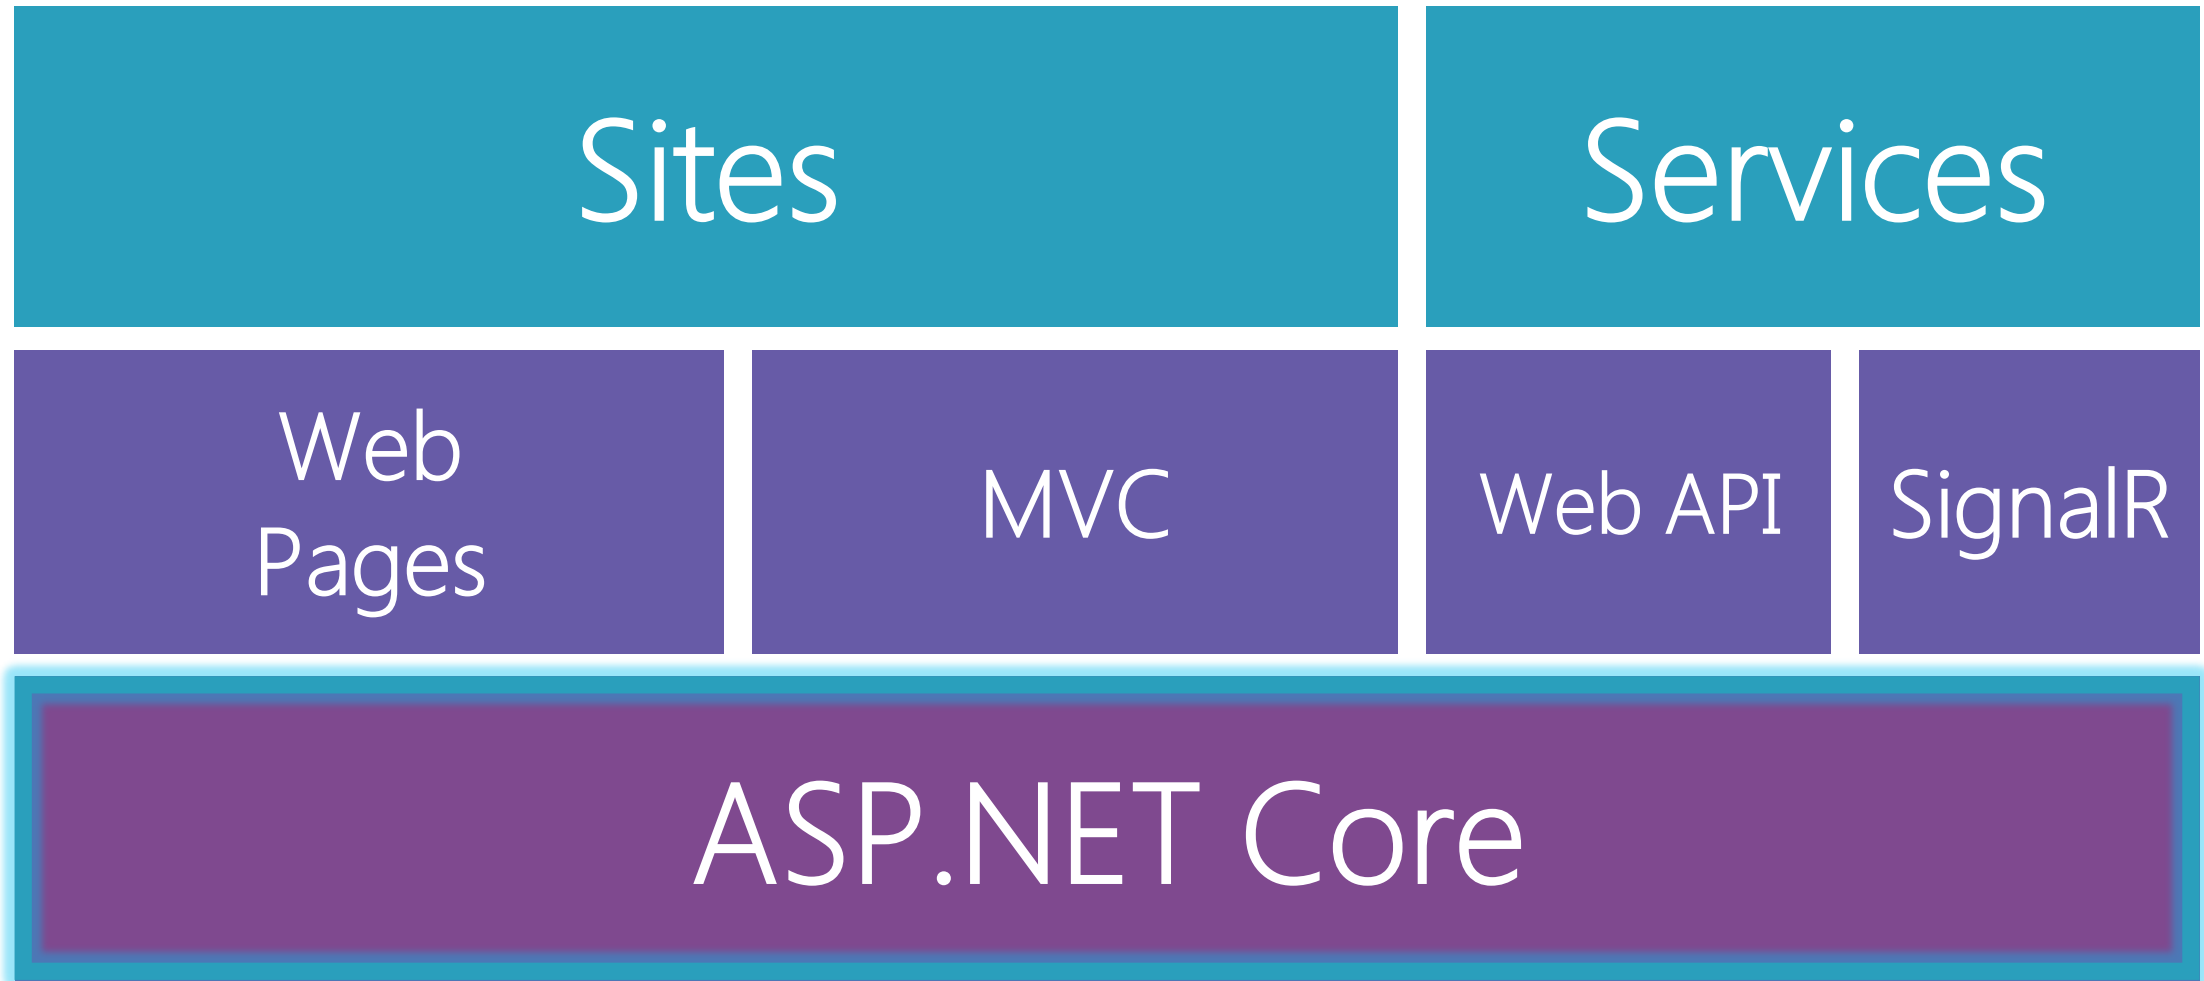 Sites
Services
Web
Pages
MVC
Web API
SignalR
ASP.NET Core